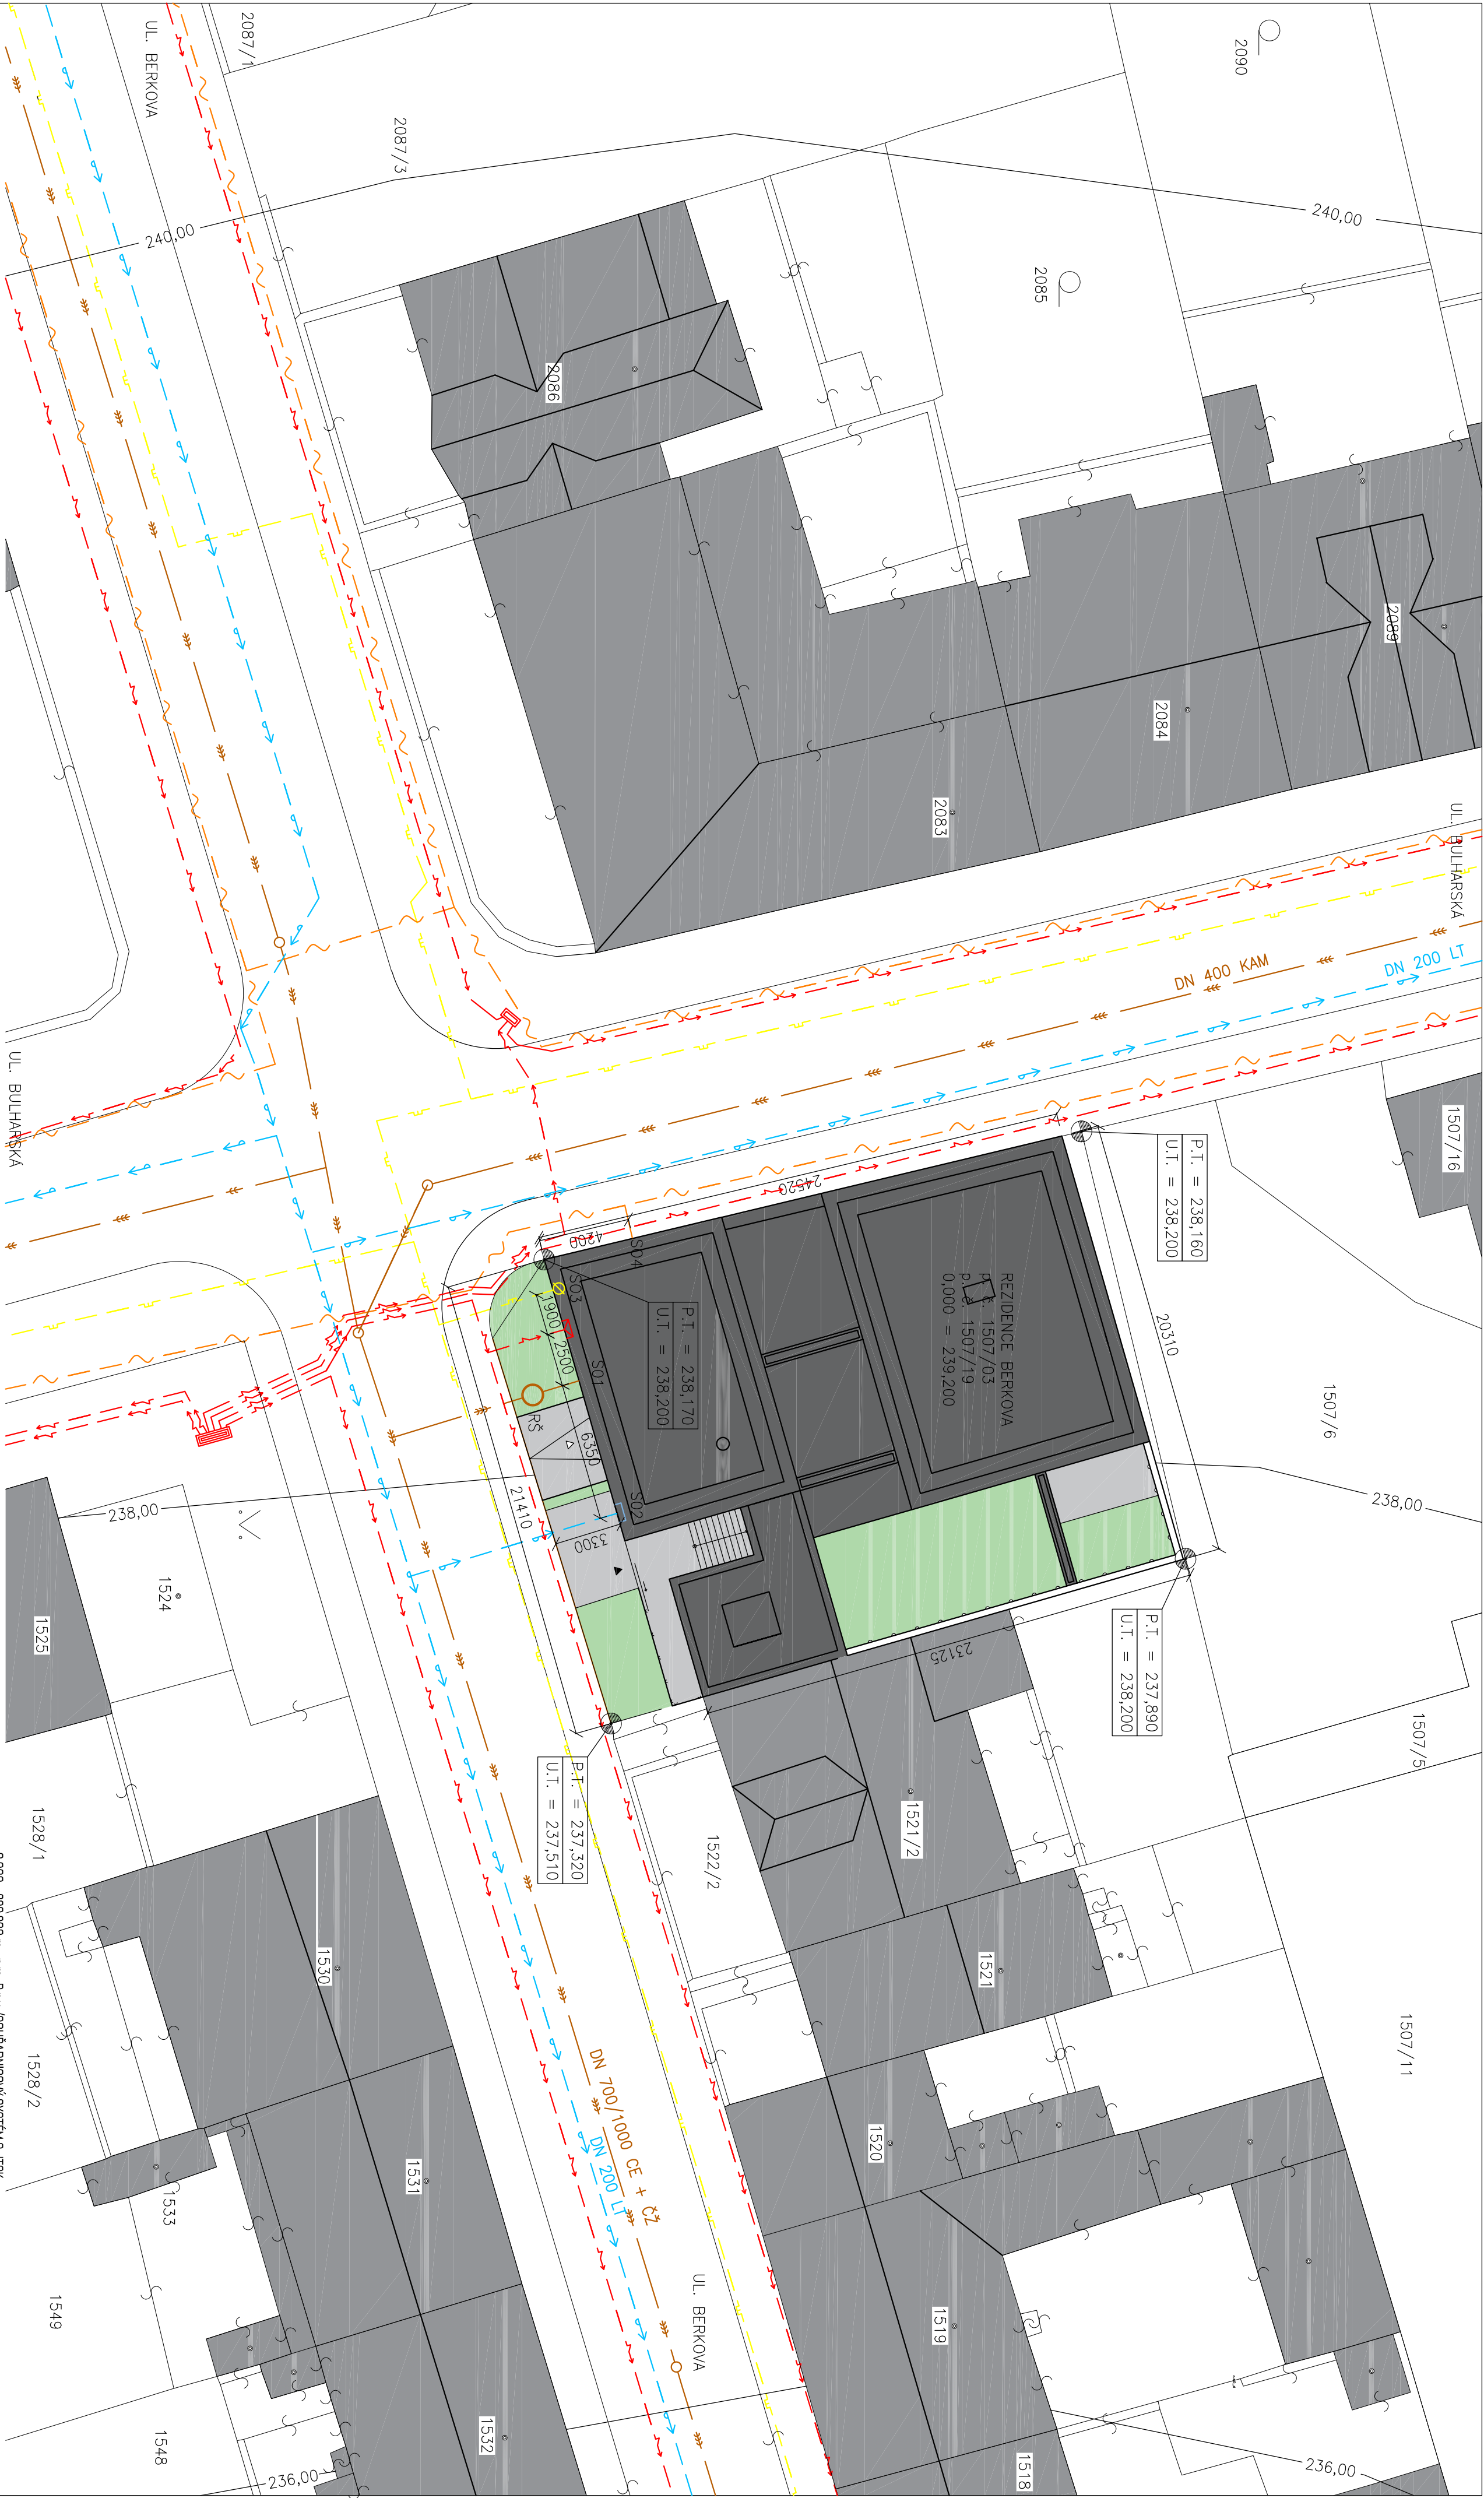 2090
240,00
2085
2087/1
UL. BERKOVA
2087/3
240,00
2086
2089
2084
2083
UL. BULHARSKÁ
DN 400 KAM
DN 200 LT
UL. BULHARSKÁ
1507/16
P.T. = 238,160
U.T. = 238,200
24520
4200
S04
S03
1900
2500
S01
RŠ
6350
S02
3300
21410
P.T. = 238,170
U.T. = 238,200
REZIDENCE BERKOVA
p.č. 1507/03
p.č. 1507/19
0,000 = 239,200
20310
1507/6
238,00
238,00
P.T. = 237,890
U.T. = 238,200
23125
P.T. = 237,320
U.T. = 237,510
1507/5
1524
1525
1521/2
1522/2
1521
1528/1
1530
1528/2
1507/11
1520
1531
1533
DN 700/1000 CE + ČŽ
DN 200 LT
UL. BERKOVA
1519
1549
1532
1548
1518
236,00
236,00